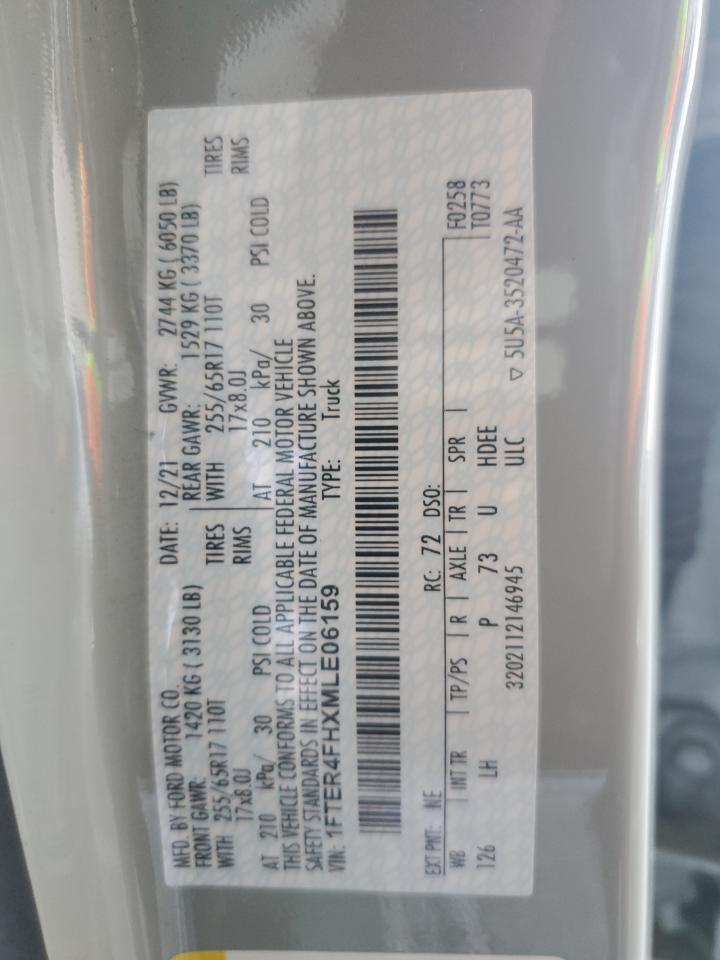 MFD. BY FORD MOTOR CO. DATE: 12/21 GVWR: 2744 KG ( 6050 LB)
FRONT GAWR: 1420 KG ( 3130 LB) REAR GAWR: 1529 KG ( 3370 LB)
WITH 255/65R17 110T TIRES WITH 255/65R17 110T TIRES
17x8.0J RIMS 17x8.0J RIMS
AT 210 kPa/ 30 PSI COLD AT 210 kPa/ 30 PSI COLD
THIS VEHICLE CONFORMS TO ALL APPLICABLE FEDERAL MOTOR VEHICLE
SAFETY STANDARDS IN EFFECT ON THE DATE OF MANUFACTURE SHOWN ABOVE.
VIN: 1FTER4FHXMLE06159 TYPE: Truck
EXT PNT: NE RC: 72 DSO: F0258
WB INT TR TP/PS R AXLE TR SPR T0773
126 LH P 73 U HDEE
3202112146945 ULC ▽ 5U5A-3520472-AA